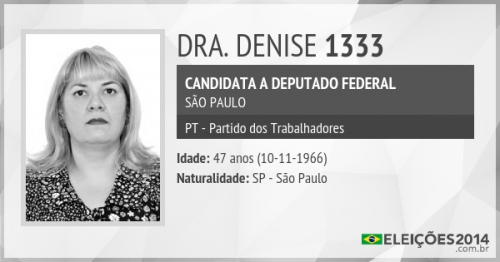 DRA. DENISE 1333
CANDIDATA A DEPUTADO FEDERAL
SÃO PAULO
PT - Partido dos Trabalhadores
Idade: 47 anos (10-11-1966)
Naturalidade: SP - São Paulo
ELEIÇÕES2014
.com.br